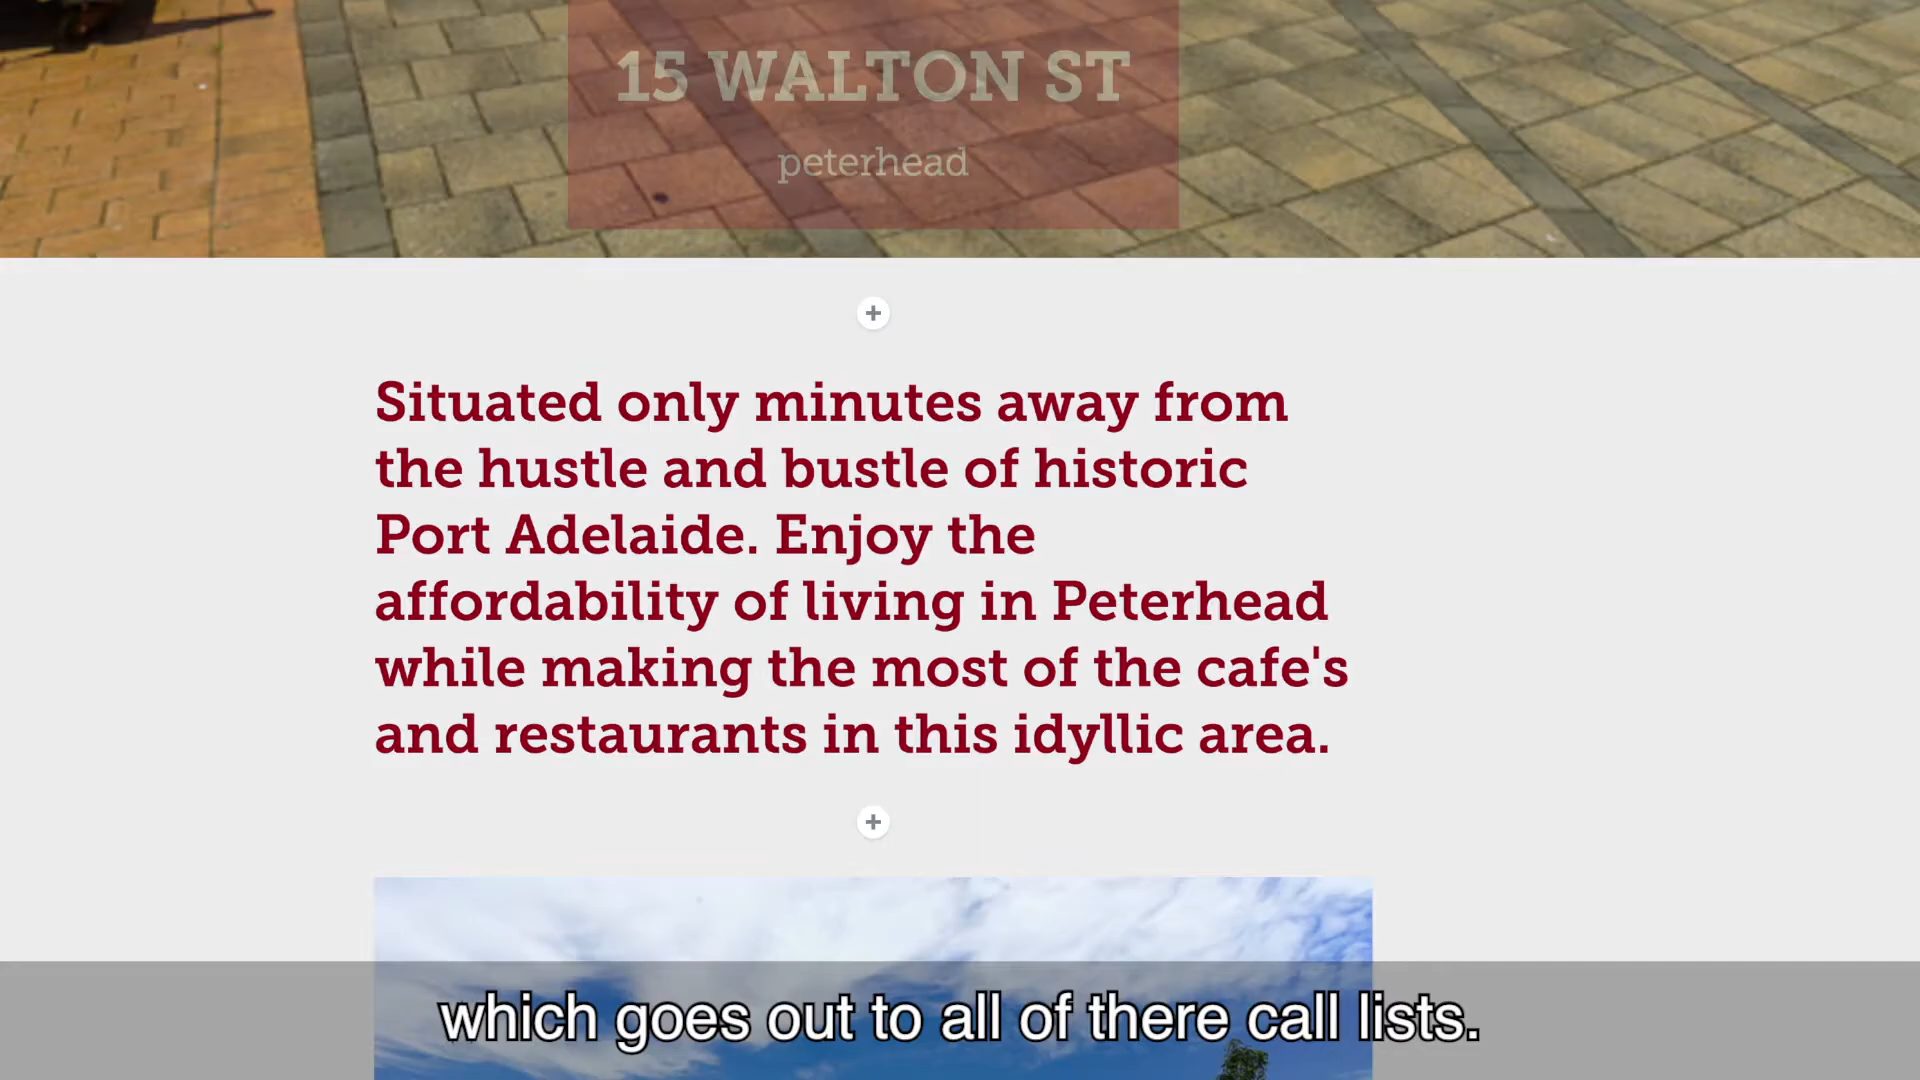 15 WALTON ST
peterhead
Situated only minutes away from
the hustle and bustle of historic
Port Adelaide. Enjoy the
affordability of living in Peterhead
while making the most of the cafe's
and restaurants in this idyllic area.
which goes out to all of there call lists.